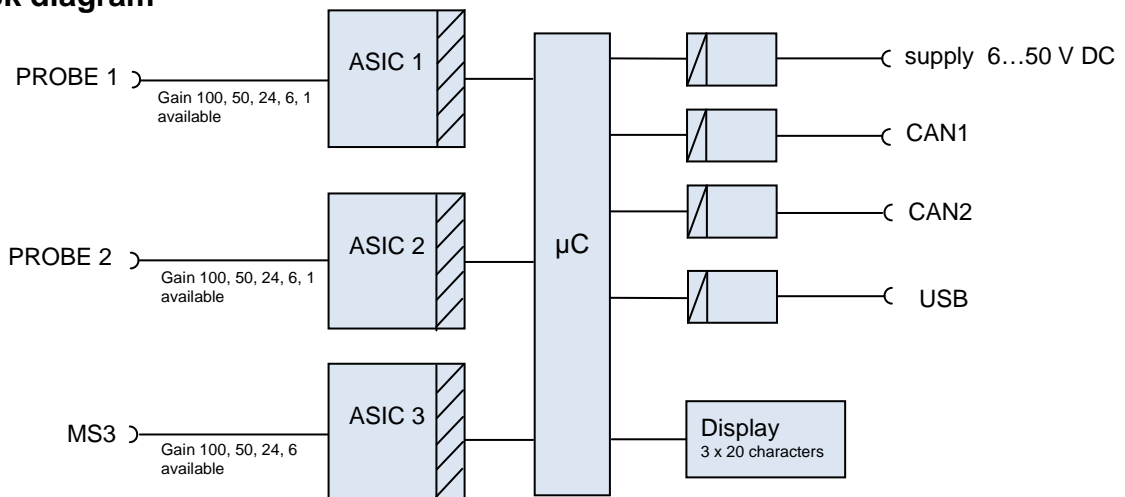 diagram
PROBE 1
Gain 100, 50, 24, 6, 1
available
ASIC 1
PROBE 2
Gain 100, 50, 24, 6, 1
available
ASIC 2
MS3
Gain 100, 50, 24, 6
available
ASIC 3
µC
supply 6…50 V DC
CAN1
CAN2
USB
Display
3 x 20 characters